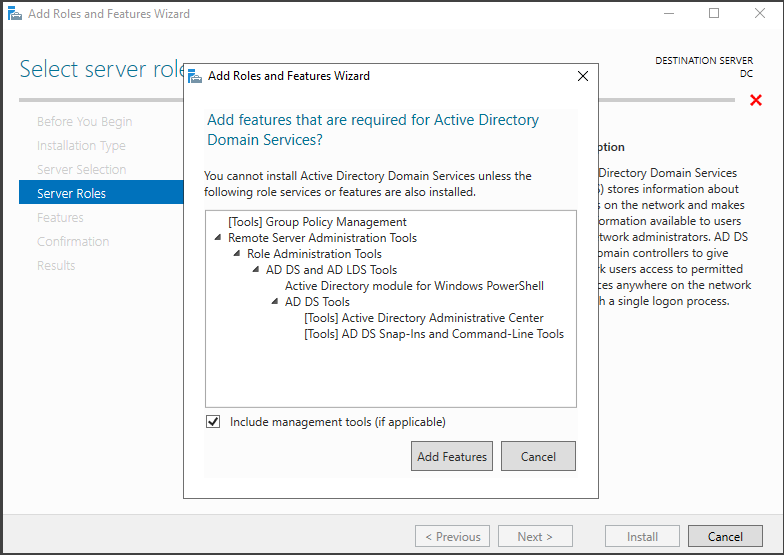 Add Roles and Features Wizard
Select server role
DESTINATION SERVER
DC
Before You Begin
Installation Type
Server Selection
Server Roles
Features
Confirmation
Results
Add Roles and Features Wizard
Add features that are required for Active Directory
Domain Services?
You cannot install Active Directory Domain Services unless the
following role services or features are also installed.
[Tools] Group Policy Management
Remote Server Administration Tools
Role Administration Tools
AD DS and AD LDS Tools
Active Directory module for Windows PowerShell
AD DS Tools
[Tools] Active Directory Administrative Center
[Tools] AD DS Snap-Ins and Command-Line Tools
Include management tools (if applicable)
Add Features
Cancel
ption
Directory Domain Services
) stores information about
s on the network and makes
ormation available to users
twork administrators. AD DS
omain controllers to give
k users access to permitted
ces anywhere on the network
h a single logon process.
< Previous
Next >
Install
Cancel